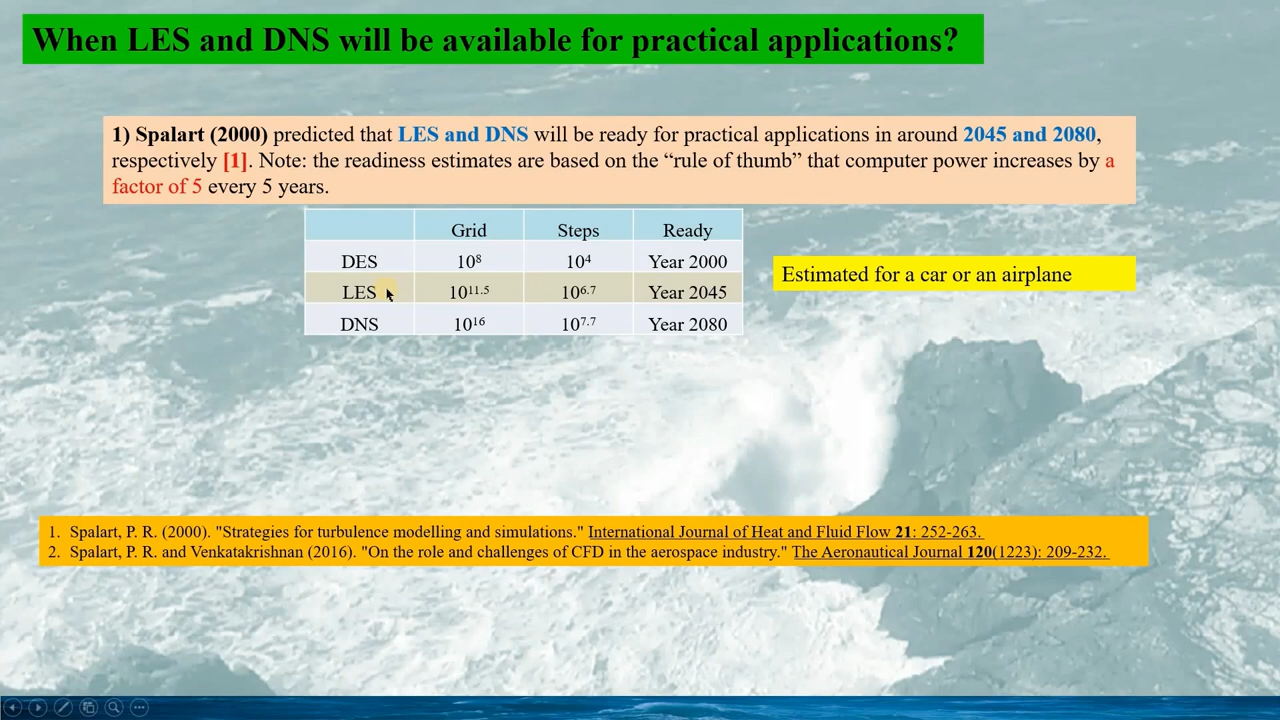 When LES and DNS will be available for practical applications?
1) Spalart (2000) predicted that LES and DNS will be ready for practical applications in around 2045 and 2080,
respectively [1]. Note: the readiness estimates are based on the “rule of thumb” that computer power increases by a
factor of 5 every 5 years.
Grid Steps Ready
DES 10⁸ 10⁴ Year 2000
LES 10¹¹·⁵ 10⁶·⁷ Year 2045
DNS 10¹⁶ 10⁷·⁷ Year 2080
Estimated for a car or an airplane
1. Spalart, P. R. (2000). "Strategies for turbulence modelling and simulations." International Journal of Heat and Fluid Flow 21: 252-263.
2. Spalart, P. R. and Venkatakrishnan (2016). "On the role and challenges of CFD in the aerospace industry." The Aeronautical Journal 120(1223): 209-232.